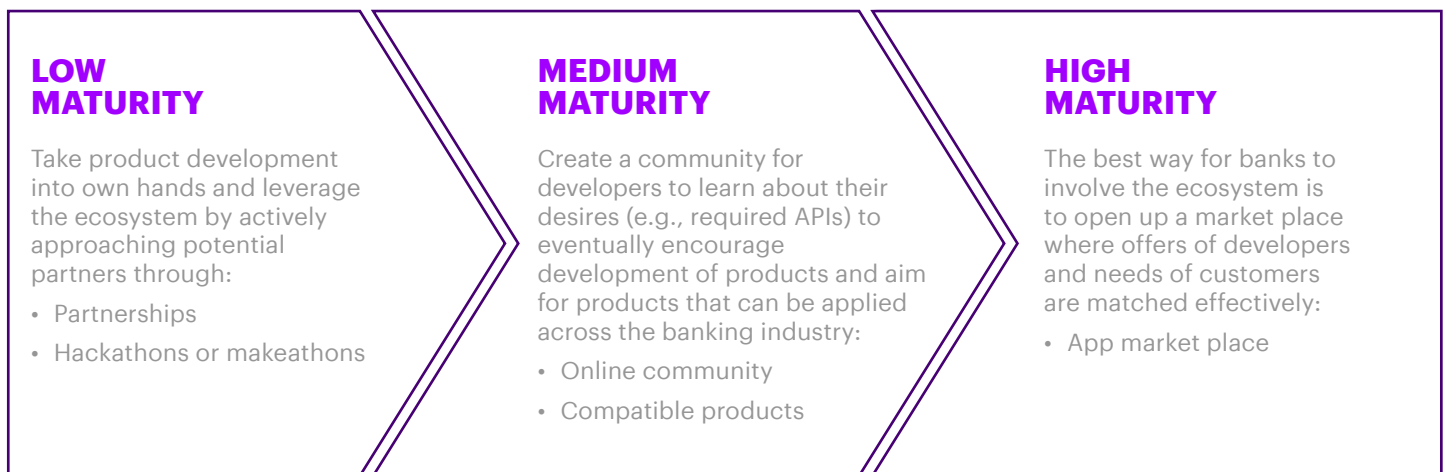 LOW
MATURITY
Take product development
into own hands and leverage
the ecosystem by actively
approaching potential
partners through:
• Partnerships
• Hackathons or makeathons
MEDIUM
MATURITY
Create a community for
developers to learn about their
desires (e.g., required APIs) to
eventually encourage
development of products and aim
for products that can be applied
across the banking industry:
• Online community
• Compatible products
HIGH
MATURITY
The best way for banks to
involve the ecosystem is
to open up a market place
where offers of developers
and needs of customers
are matched effectively:
• App market place